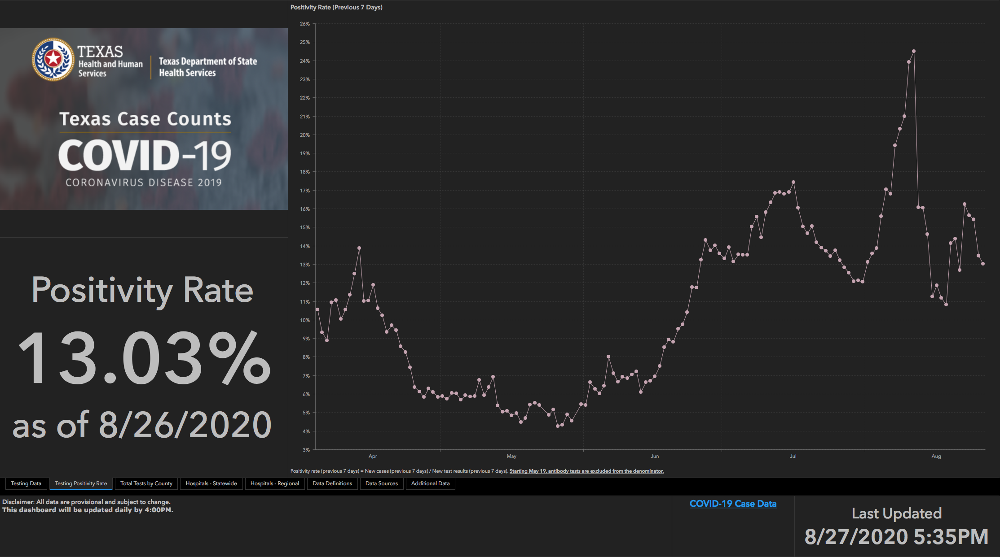 TEXAS
Health and Human
Services
Texas Department of State
Health Services
Texas Case Counts
COVID-19
CORONAVIRUS DISEASE 2019
Positivity Rate
13.03%
as of 8/26/2020
Positivity Rate (Previous 7 Days)
26%
25%
24%
23%
22%
21%
20%
19%
18%
17%
16%
15%
14%
13%
12%
11%
10%
9%
8%
7%
6%
5%
4%
3%
Apr May Jun Jul Aug
Positivity rate (previous 7 days) = New cases (previous 7 days) / New test results (previous 7 days). Starting May 19, antibody tests are excluded from the denominator.
Testing Data Testing Positivity Rate Total Tests by County Hospitals - Statewide Hospitals - Regional Data Definitions Data Sources Additional Data
Disclaimer: All data are provisional and subject to change.
This dashboard will be updated daily by 4:00PM.
COVID-19 Case Data
Last Updated
8/27/2020 5:35PM